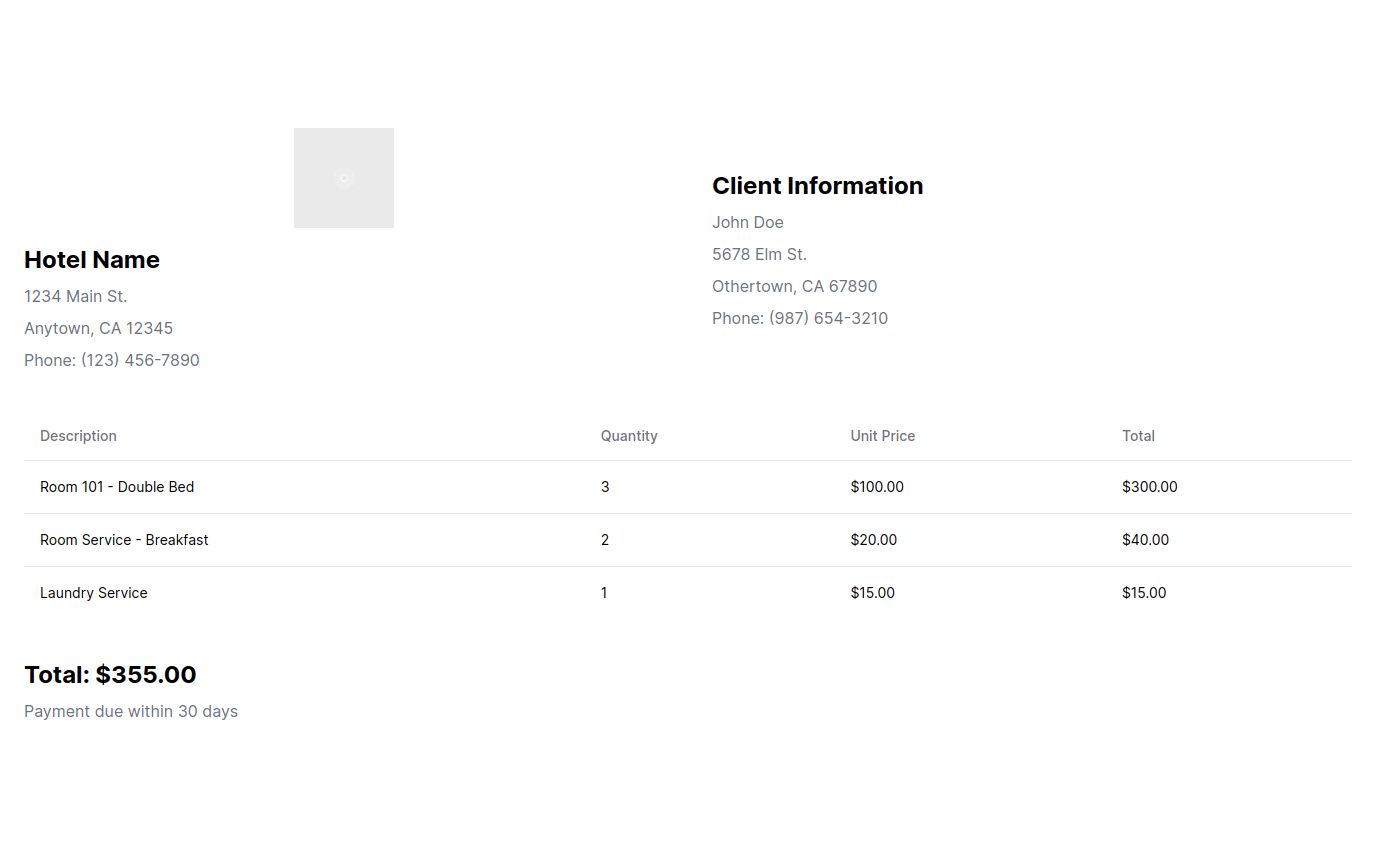 Hotel Name
1234 Main St.
Anytown, CA 12345
Phone: (123) 456-7890
Client Information
John Doe
5678 Elm St.
Othertown, CA 67890
Phone: (987) 654-3210
Description Quantity Unit Price Total
Room 101 - Double Bed 3 $100.00 $300.00
Room Service - Breakfast 2 $20.00 $40.00
Laundry Service 1 $15.00 $15.00
Total: $355.00
Payment due within 30 days